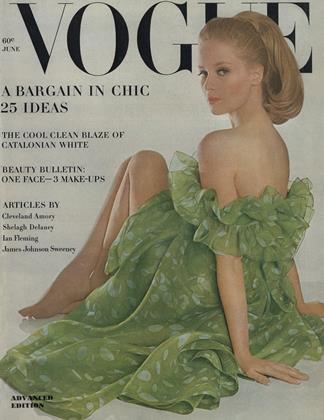 60¢
JUNE
VOGUE
A BARGAIN IN CHIC
25 IDEAS
THE COOL CLEAN BLAZE OF
CATALONIAN WHITE
BEAUTY BULLETIN:
ONE FACE—3 MAKE-UPS
ARTICLES BY
Cleveland Amory
Shelagh Delaney
Ian Fleming
James Johnson Sweeney
ADVANCED
EDITION